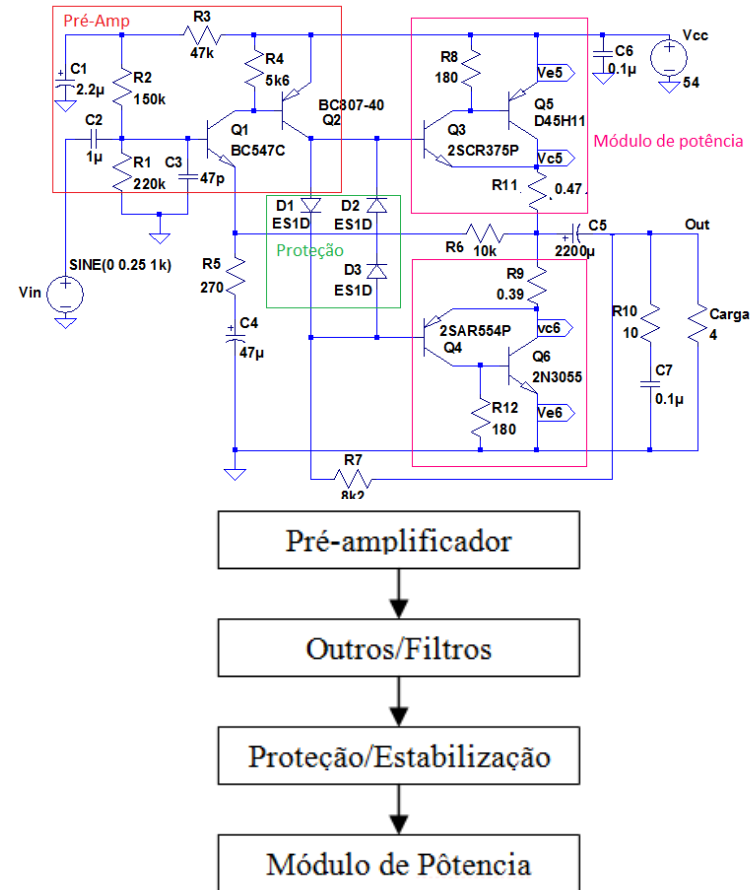 Pré-Amp
R3
47k
R4
5k6
C1
2.2µ
R2
150k
BC807-40
Q2
C2
1µ
Q1
BC547C
R1
220k
C3
47p
R8
180
Ve5
Q5
D45H11
Q3
2SCR375P
Vc5
R11
0.47
C6
0.1µ
Vcc
54
Módulo de potência
D1
ES1D
D2
ES1D
Proteção
D3
ES1D
R6
10k
C5
2200µ
Out
SINE(0 0.25 1k)
Vin
R5
270
C4
47µ
R9
0.39
2SAR554P
Q4
vc6
Q6
2N3055
Ve6
R12
180
R10
10
C7
0.1µ
Carga
4
R7
8k2
Pré-amplificador
Outros/Filtros
Proteção/Estabilização
Módulo de Pôtencia